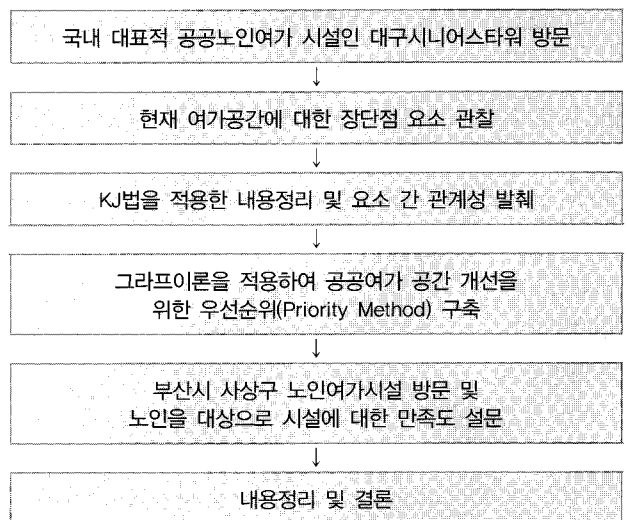 국내 대표적 공공노인여가 시설인 대구시니어스타워 방문
↓
현재 여가공간에 대한 장단점 요소 관찰
↓
KJ법을 적용한 내용정리 및 요소 간 관계성 발췌
↓
그라프이론을 적용하여 공공여가 공간 개선을
위한 우선순위(Priority Method) 구축
↓
부산시 사상구 노인여가시설 방문 및
노인을 대상으로 시설에 대한 만족도 설문
↓
내용정리 및 결론